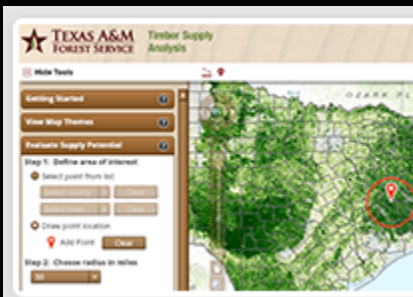 TEXAS A&M
FOREST SERVICE
Timber Supply
Analysis
Hide Tools
Getting Started
View Map Themes
Evaluate Supply Potential
Step 1: Define area of interest
Select point from list
Clear
Clear
Draw point location
Add Point
Clear
Step 2: Choose radius in miles
50
OZARK PL